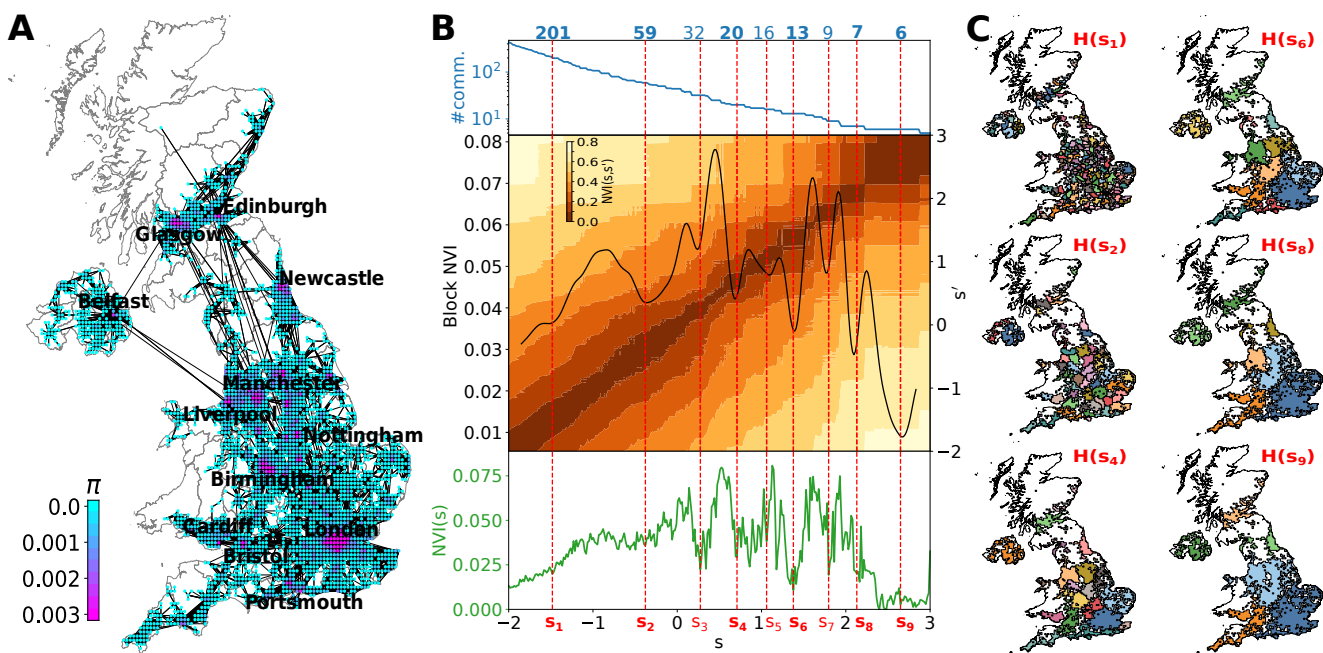 A
Edinburgh
Glasgow
Newcastle
Belfast
Manchester
Liverpool
Nottingham
Birmingham
Cardiff
London
Bristol
Portsmouth
π
0.0
0.001
0.002
0.003
B
201 59 32 20 16 13 9 7 6
#comm.
10²
10¹
0.08
0.07
0.06
0.05
0.04
0.03
0.02
0.01
Block NVI
0.8
0.6
0.4
0.2
0.0
NVI(s,s')
3
2
1
0
−1
−2
s'
NVI(s)
0.075
0.050
0.025
0.000
−2 −1 0 1 2 3
s₁ s₂ s₃ s₄ s₅ s₆ s₇ s₈ s₉
s
C
H(s₁)
H(s₆)
H(s₂)
H(s₈)
H(s₄)
H(s₉)